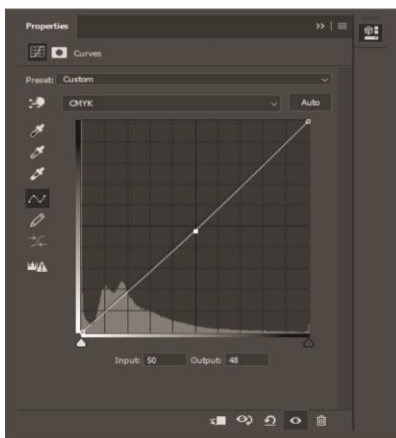 Properties
Curves
Preset: Custom
CMYK Auto
Input: 50 Output: 48